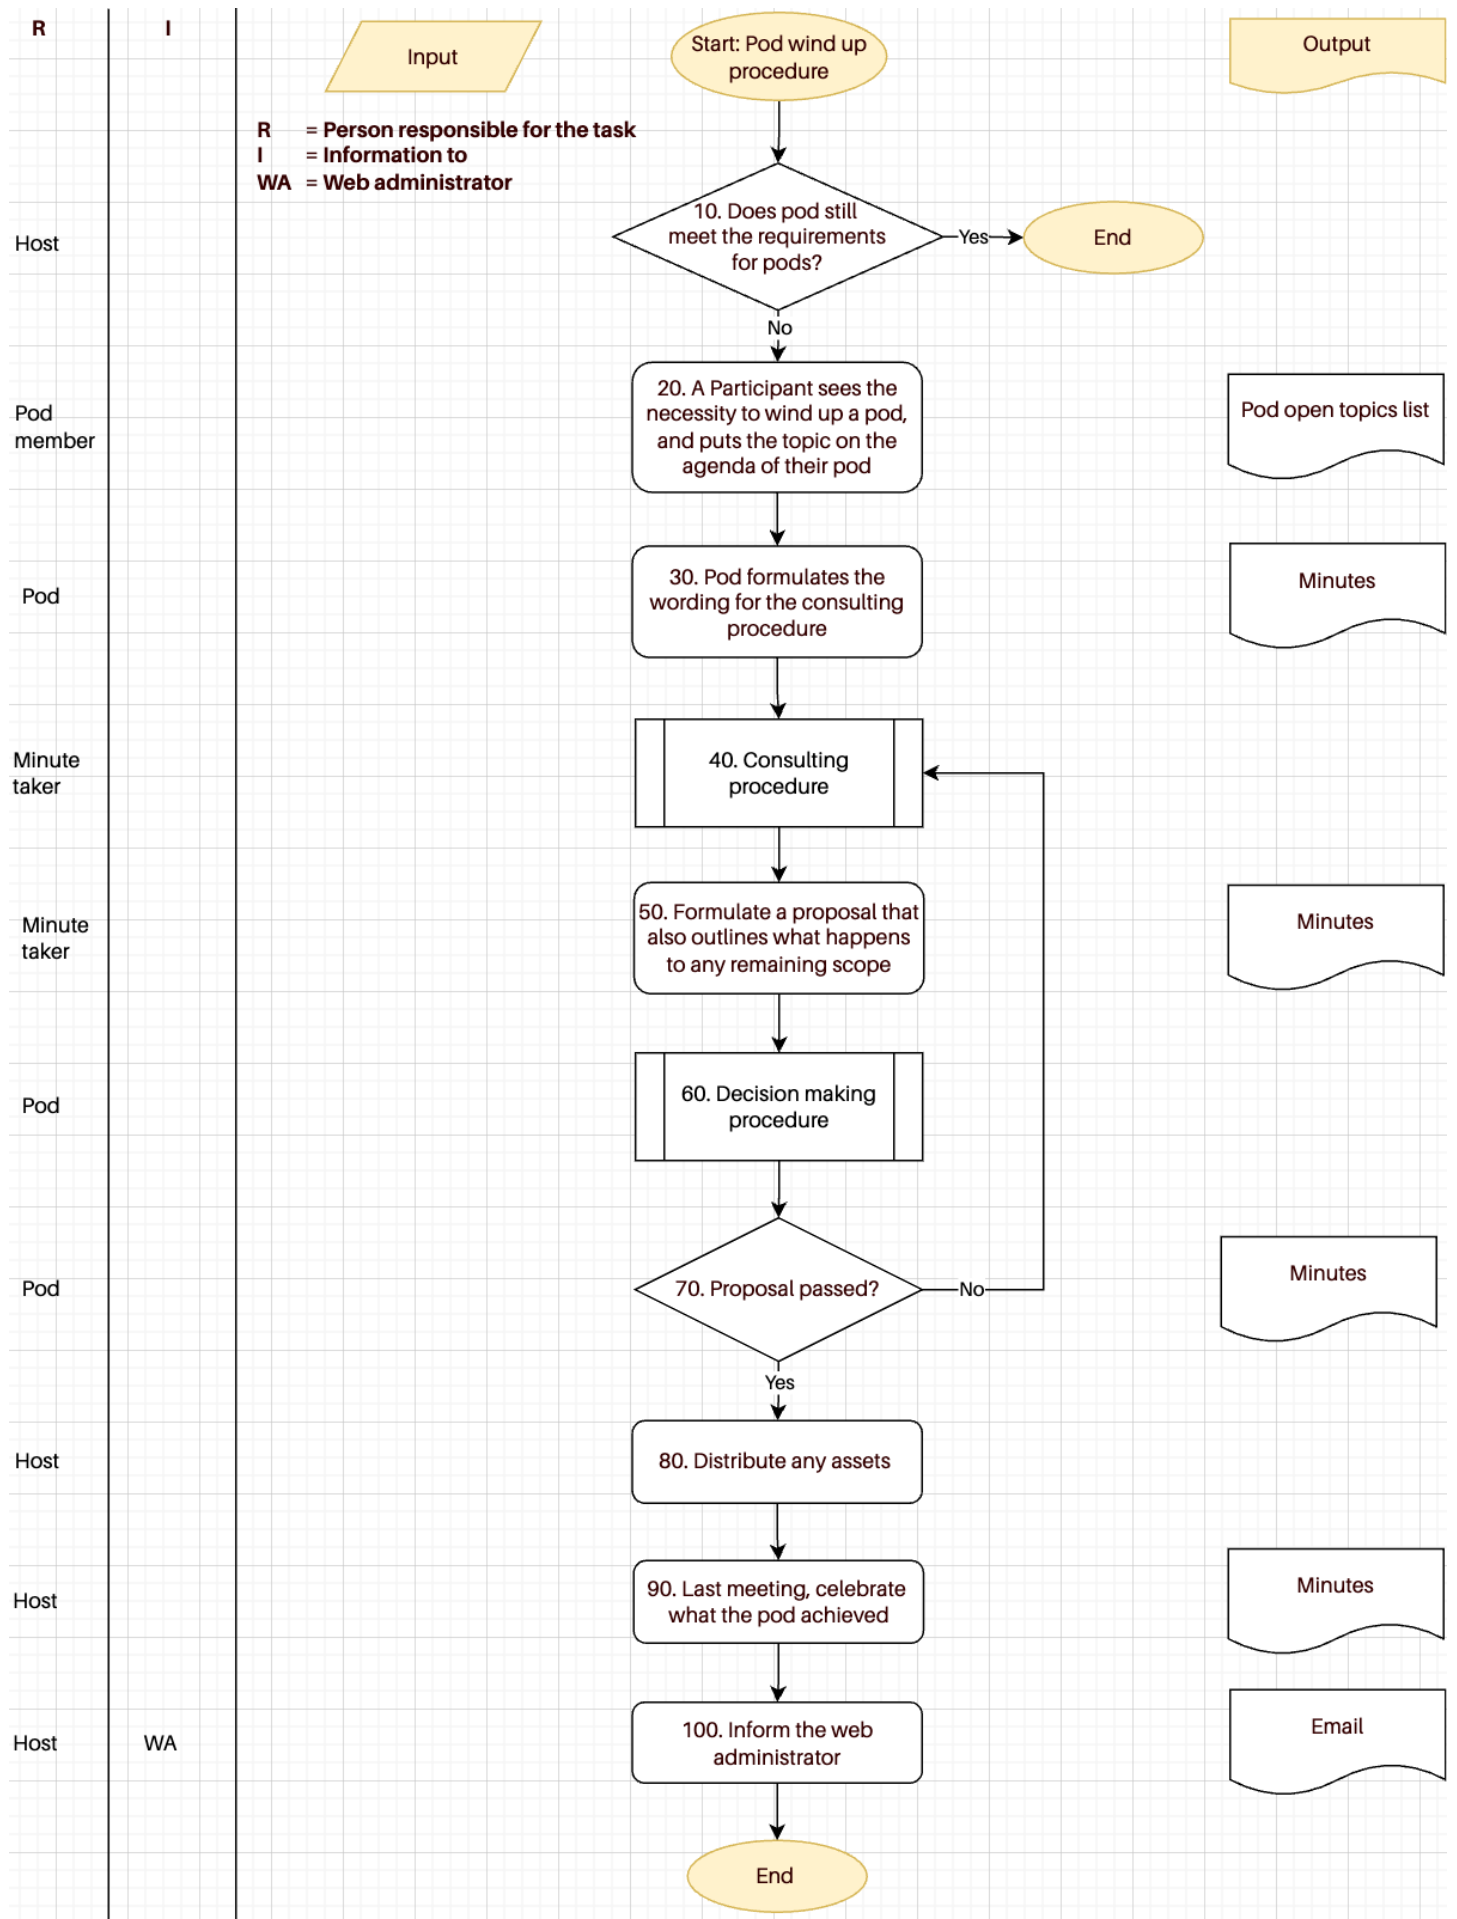 R
I
Input
Start: Pod wind up
procedure
Output
R = Person responsible for the task
I = Information to
WA = Web administrator
Host
10. Does pod still
meet the requirements
for pods?
Yes
End
No
Pod
member
20. A Participant sees the
necessity to wind up a pod,
and puts the topic on the
agenda of their pod
Pod open topics list
Pod
30. Pod formulates the
wording for the consulting
procedure
Minutes
Minute
taker
40. Consulting
procedure
Minute
taker
50. Formulate a proposal that
also outlines what happens
to any remaining scope
Minutes
Pod
60. Decision making
procedure
Pod
70. Proposal passed?
No
Minutes
Yes
Host
80. Distribute any assets
Host
90. Last meeting, celebrate
what the pod achieved
Minutes
Host
WA
100. Inform the web
administrator
Email
End